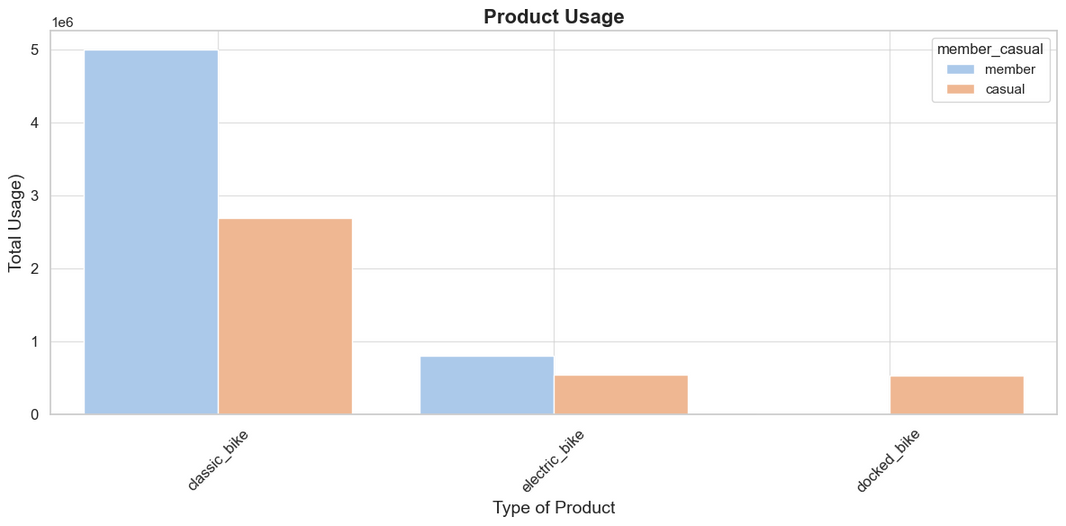 Product Usage
1e6
member_casual
member
casual
5
4
3
2
1
0
Total Usage)
classic_bike
electric_bike
docked_bike
Type of Product